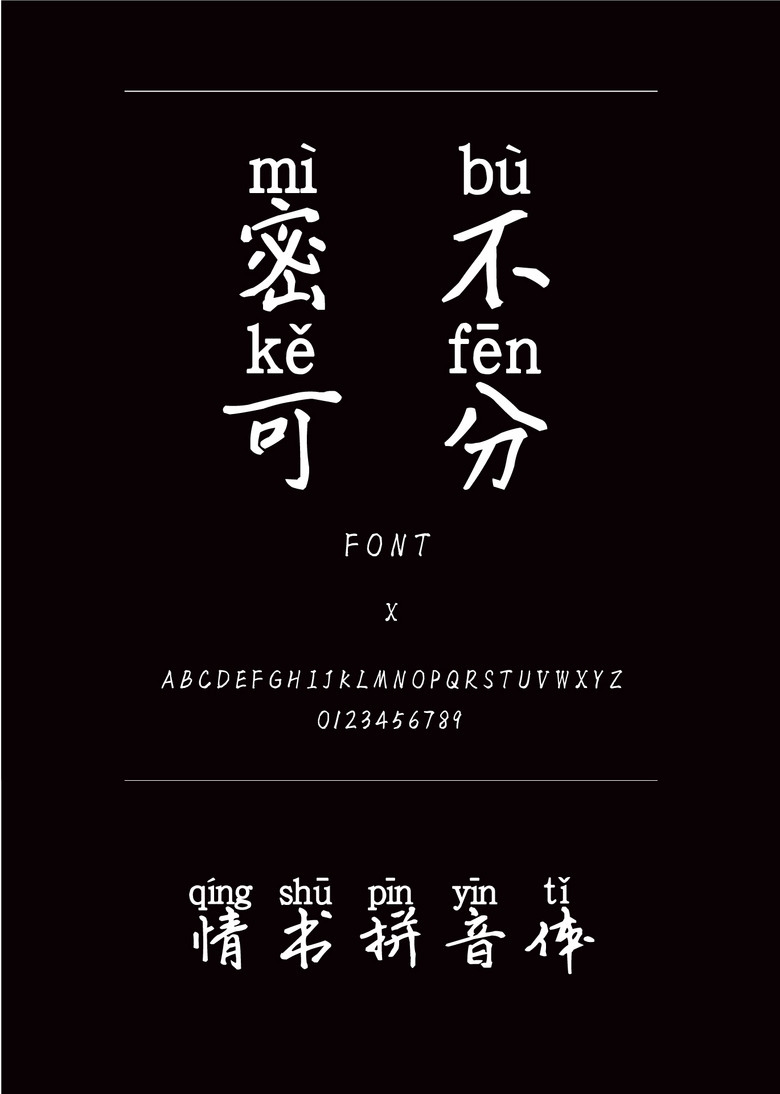 mì bù
密 不
kě fēn
可 分
FONT
X
ABCDEFGHIJKLMNOPQRSTUVWXYZ
0123456789
qíng shū pīn yīn tǐ
情 书 拼 音 体